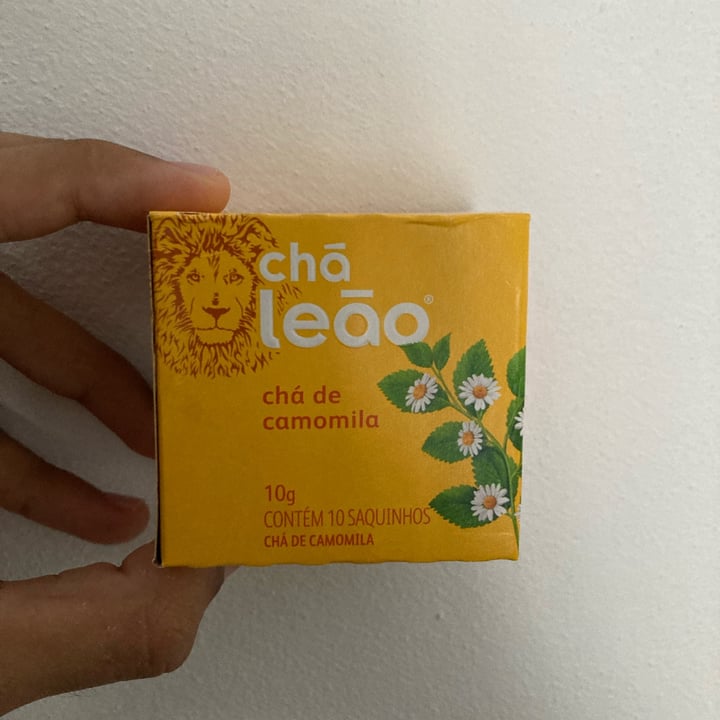 chá
leão®
chá de
camomila
10g
CONTÉM 10 SAQUINHOS
CHÁ DE CAMOMILA